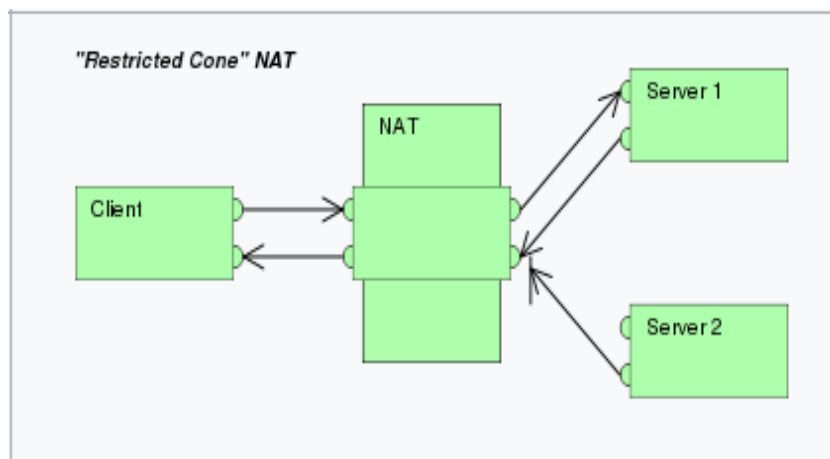 "Restricted Cone" NAT
Server 1
NAT
Client
Server 2